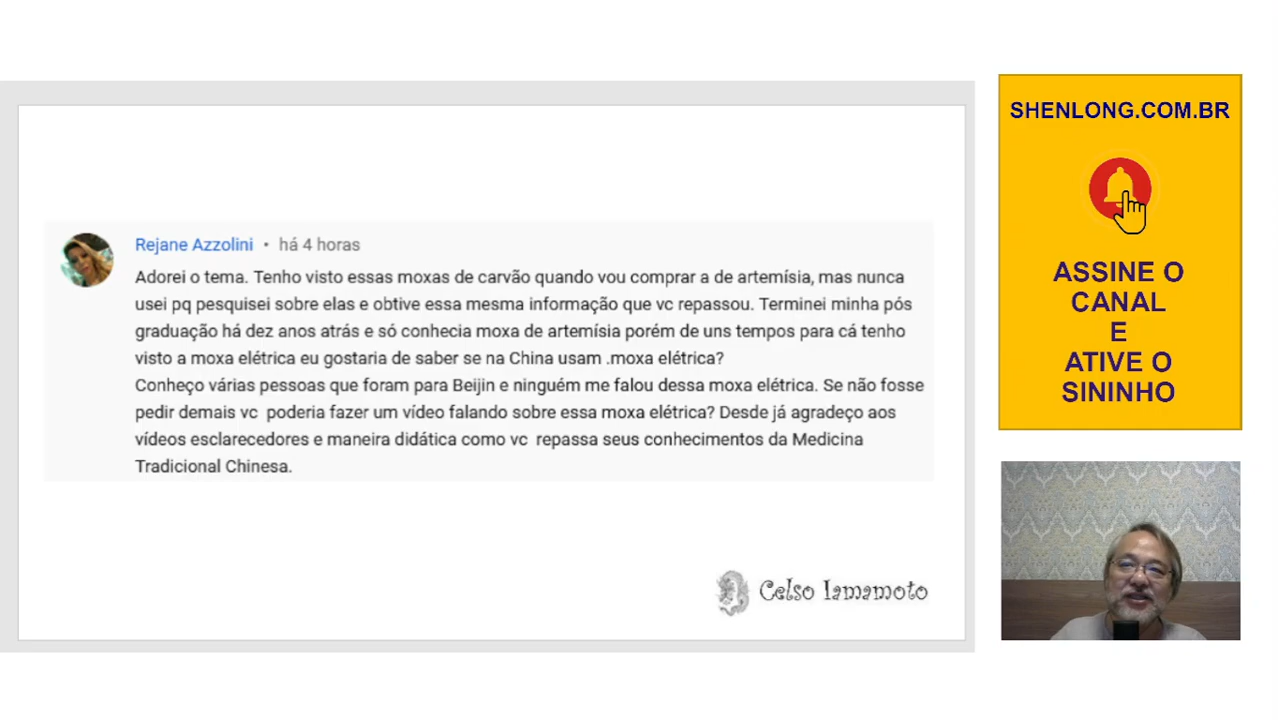 Rejane Azzolini • há 4 horas
Adorei o tema. Tenho visto essas moxas de carvão quando vou comprar a de artemísia, mas nunca
usei pq pesquisei sobre elas e obtive essa mesma informação que vc repassou. Terminei minha pós
graduação há dez anos atrás e só conhecia moxa de artemísia porém de uns tempos para cá tenho
visto a moxa elétrica eu gostaria de saber se na China usam .moxa elétrica?
Conheço várias pessoas que foram para Beijin e ninguém me falou dessa moxa elétrica. Se não fosse
pedir demais vc poderia fazer um vídeo falando sobre essa moxa elétrica? Desde já agradeço aos
vídeos esclarecedores e maneira didática como vc repassa seus conhecimentos da Medicina
Tradicional Chinesa.
Celso Iamamoto
SHENLONG.COM.BR
ASSINE O
CANAL
E
ATIVE O
SININHO